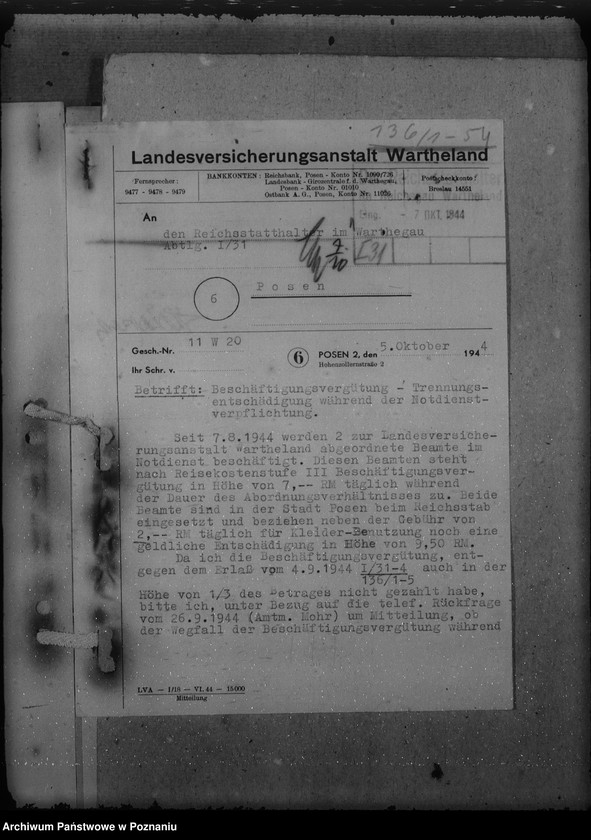 136/1-54
Landesversicherungsanstalt Wartheland
Fernsprecher:
9477 - 9478 - 9479
BANKKONTEN: Reichsbank, Posen - Konto Nr. 1090/726
Landesbank - Girozentrale f. d. Warthegau,
Posen - Konto Nr. 01010
Ostbank A. G., Posen, Konto Nr. 11036
Postscheckkonto:
Breslau 14551
Wartheland
Eing. - 7 OKT. 1944
An
den Reichsstatthalter im Warthegau
Abtlg. I/31
I31
Posen
6
Gesch.-Nr. 11 W 20
Ihr Schr. v.
6
POSEN 2, den 5.Oktober 1944
Hohenzollernstraße 2
Betrifft: Beschäftigungsvergütung - Trennungs-
entschädigung während der Notdienst-
verpflichtung.
Seit 7.8.1944 werden 2 zur Landesversiche-
rungsanstalt Wartheland abgeordnete Beamte im
Notdienst beschäftigt. Diesen Beamten steht
nach Reisekostenstufe III Beschäftigungsver-
gütung in Höhe von 7,-- RM täglich während
der Dauer des Abordnungsverhältnisses zu. Beide
Beamte sind in der Stadt Posen beim Reichsstab
eingesetzt und beziehen neben der Gebühr von
2,-- RM täglich für Kleider-Benutzung noch eine
geldliche Entschädigung in Höhe von 9,50 RM.
Da ich die Beschäftigungsvergütung, ent-
gegen dem Erlaß vom 4.9.1944 I/31-4 auch in der
136/1-5
Höhe von 1/3 des Betrages nicht gezahlt habe,
bitte ich, unter Bezug auf die telef. Rückfrage
vom 26.9.1944 (Amtm. Mohr) um Mitteilung, ob
der Wegfall der Beschäftigungsvergütung während
LVA - I/10 - VI. 44 - 15000
Mitteilung
Archiwum Państwowe w Poznaniu